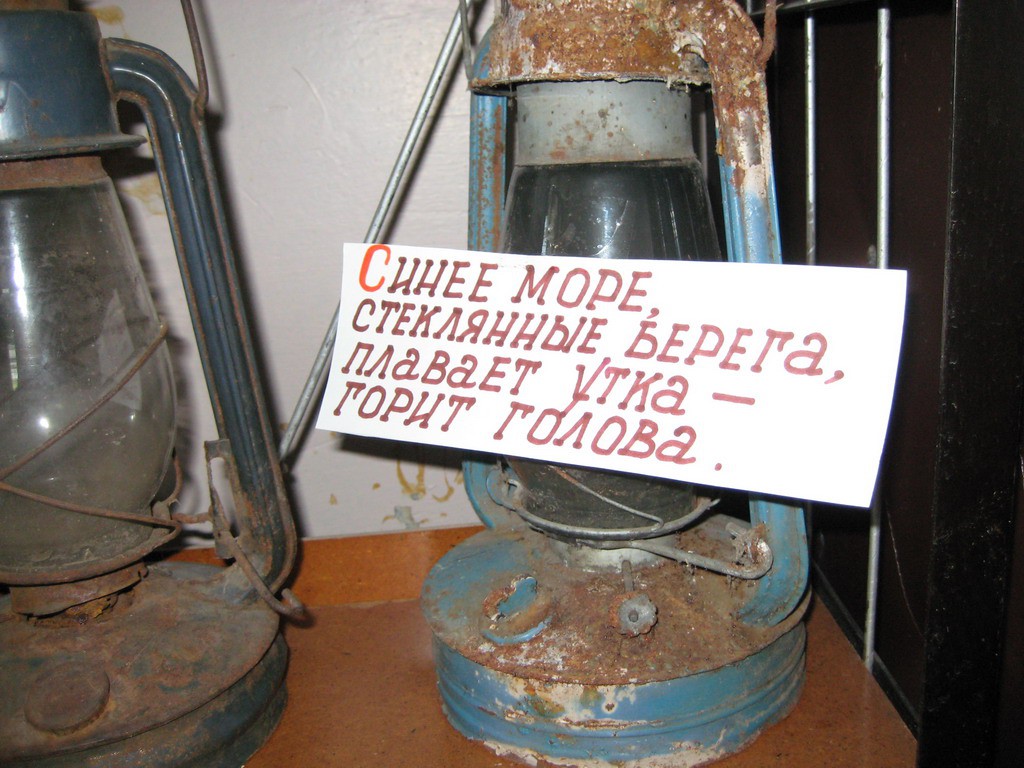 Синее море,
стеклянные берега,
плавает утка —
горит голова.